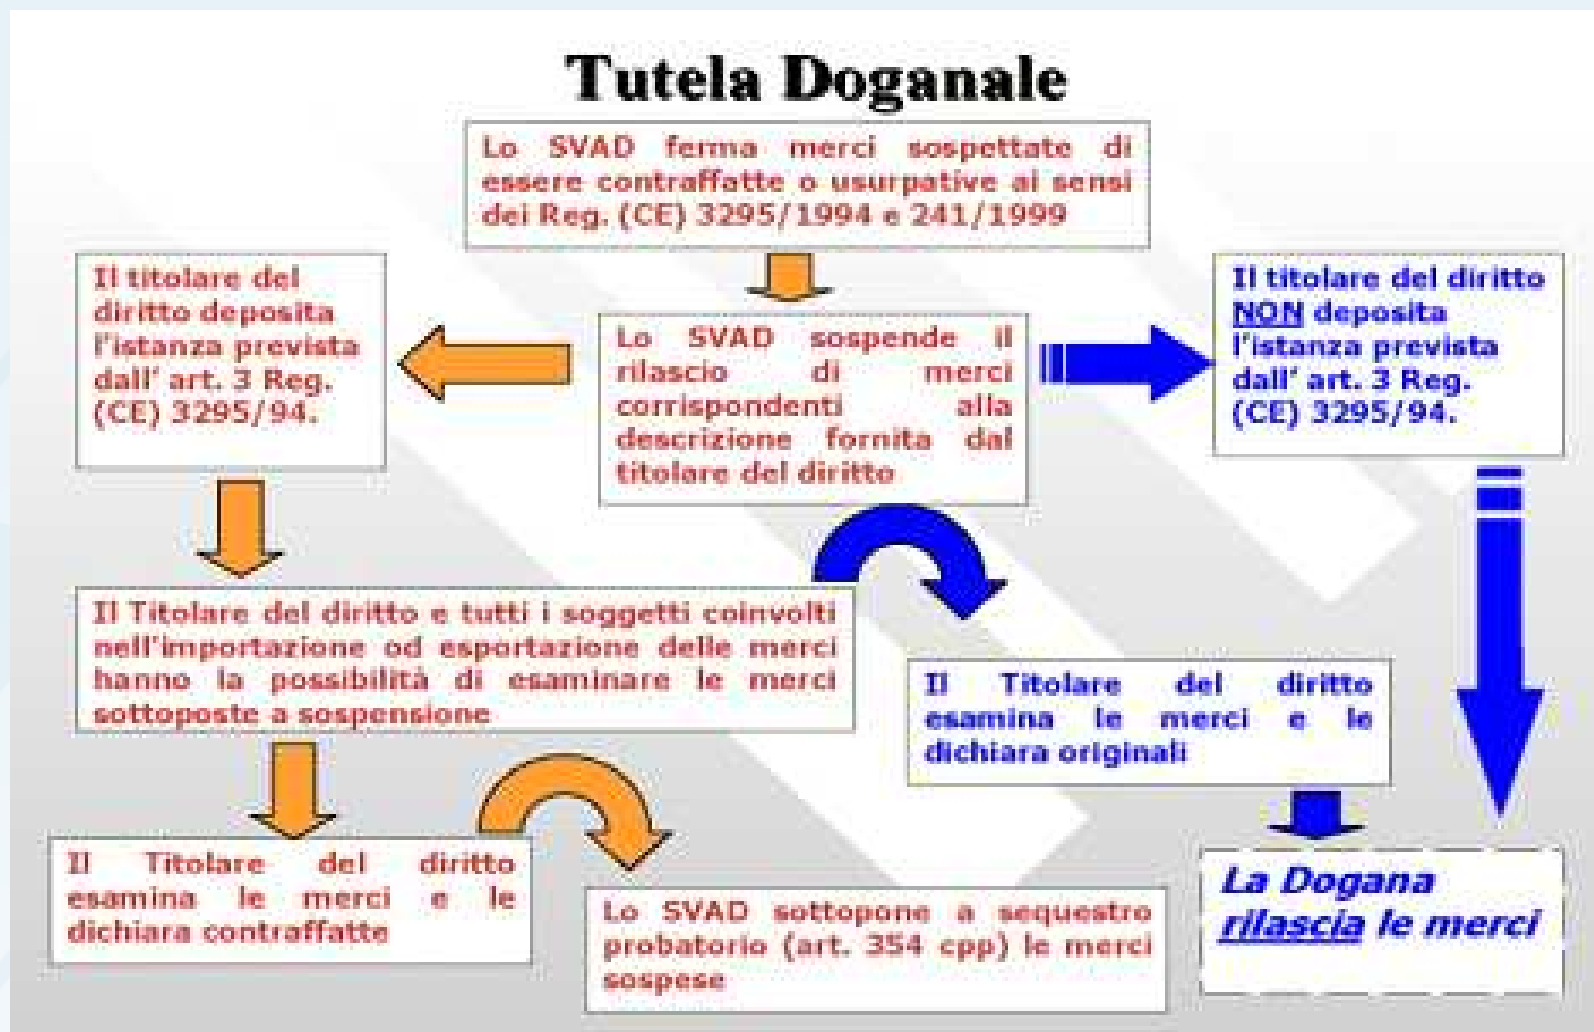 Tutela Doganale
Lo SVAD ferma merci sospettate di
essere contraffatte o usurpative ai sensi
dei Reg. (CE) 3295/1994 e 241/1999
Il titolare del
diritto deposita
l'istanza prevista
dall' art. 3 Reg.
(CE) 3295/94.
Lo SVAD sospende il
rilascio di merci
corrispondenti alla
descrizione fornita dal
titolare del diritto
Il titolare del diritto
NON deposita
l'istanza prevista
dall' art. 3 Reg.
(CE) 3295/94.
Il Titolare del diritto e tutti i soggetti coinvolti
nell'importazione od esportazione delle merci
hanno la possibilità di esaminare le merci
sottoposte a sospensione
Il Titolare del diritto
esamina le merci e le
dichiara originali
Il Titolare del diritto
esamina le merci e le
dichiara contraffatte
Lo SVAD sottopone a sequestro
probatorio (art. 354 cpp) le merci
sospese
La Dogana
rilascia le merci